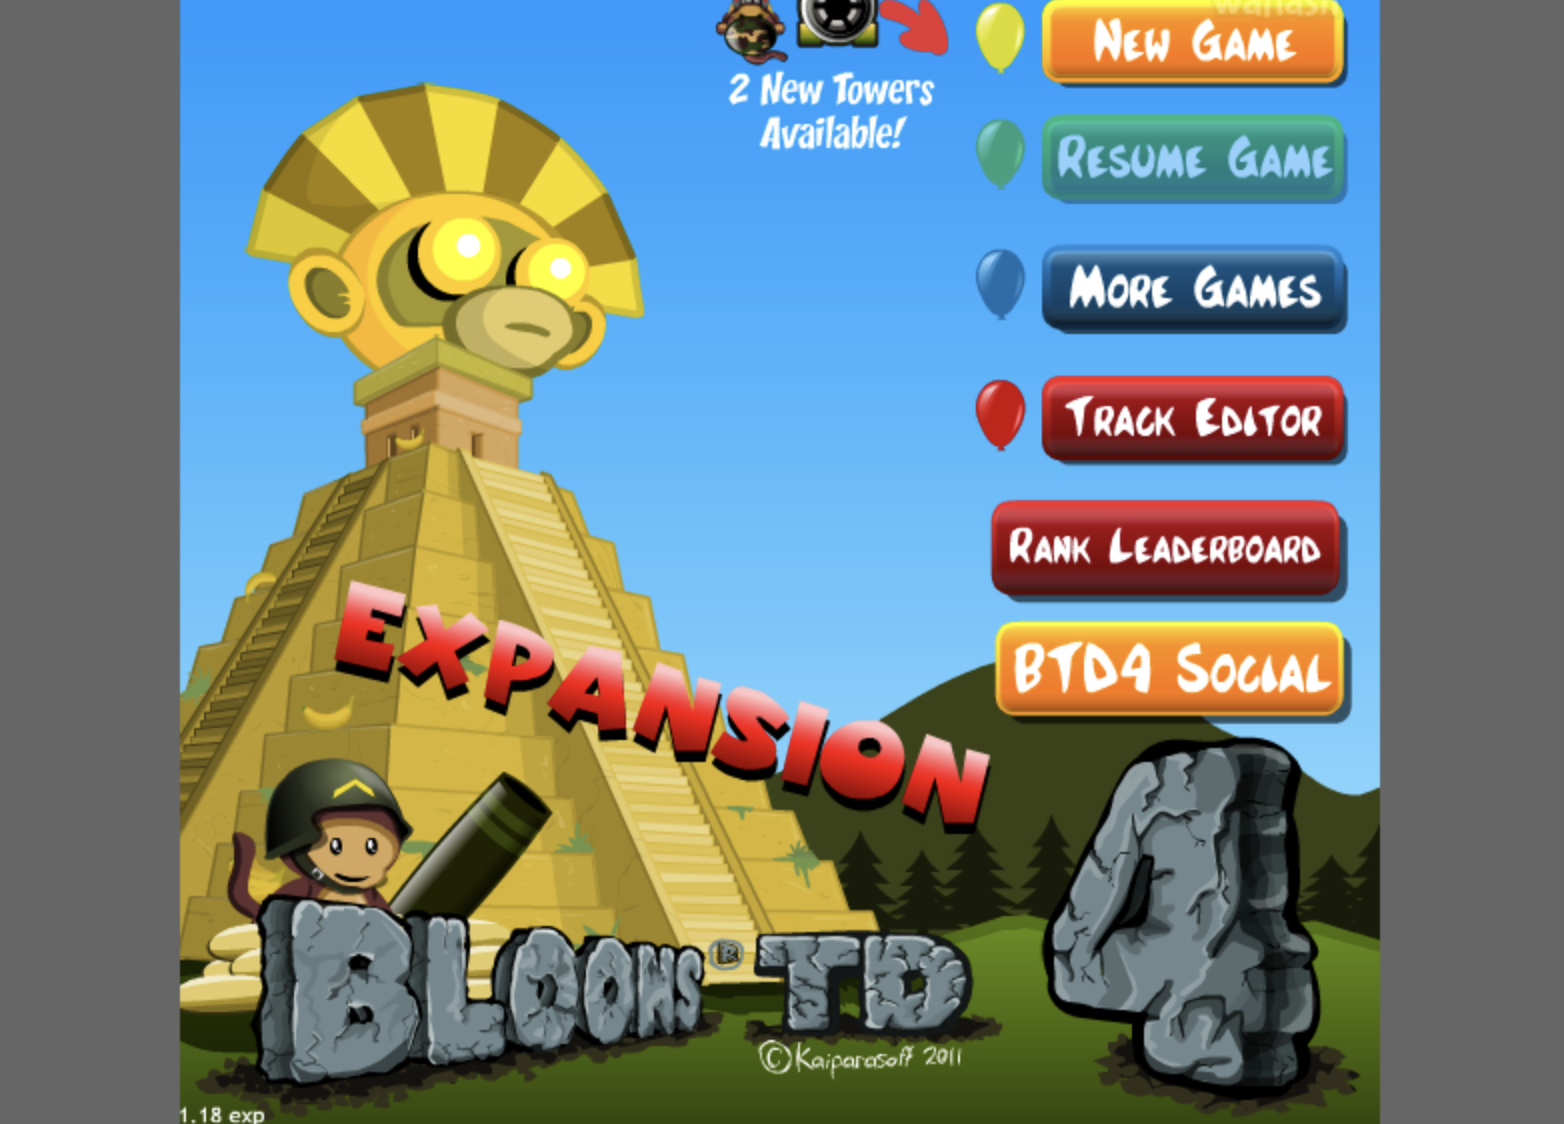 New Game
2 New Towers
Available!
Resume Game
More Games
Track Editor
Rank Leaderboard
BTD4 Social
Expansion
Bloons® TD 4
©Kaiparasoft 2011
1.18 exp